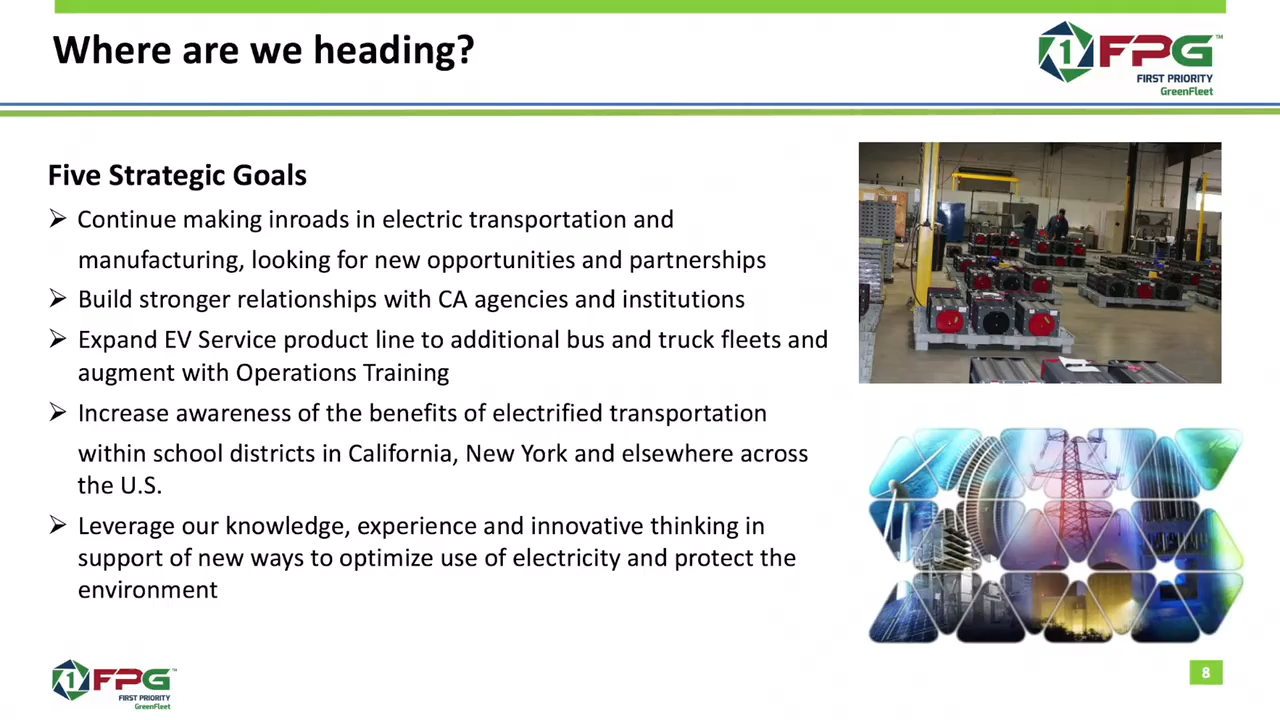 Where are we heading?
1 FPG™
FIRST PRIORITY
GreenFleet
Five Strategic Goals
➢ Continue making inroads in electric transportation and
manufacturing, looking for new opportunities and partnerships
➢ Build stronger relationships with CA agencies and institutions
➢ Expand EV Service product line to additional bus and truck fleets and
augment with Operations Training
➢ Increase awareness of the benefits of electrified transportation
within school districts in California, New York and elsewhere across
the U.S.
➢ Leverage our knowledge, experience and innovative thinking in
support of new ways to optimize use of electricity and protect the
environment
1 FPG™
FIRST PRIORITY
GreenFleet
8